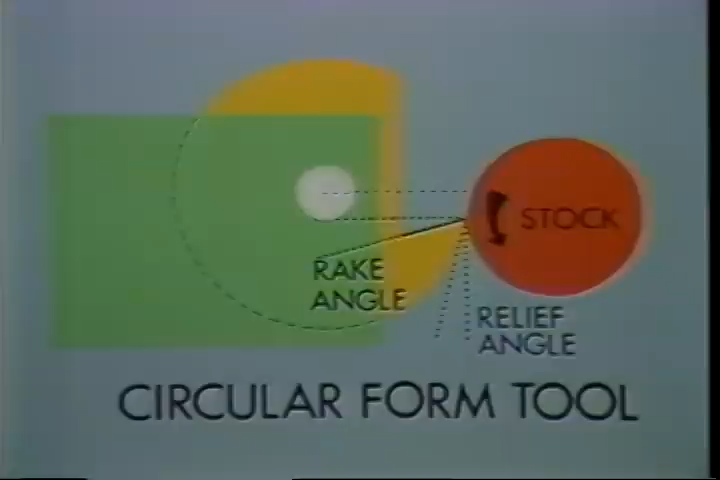 STOCK
RAKE
ANGLE
RELIEF
ANGLE
CIRCULAR FORM TOOL